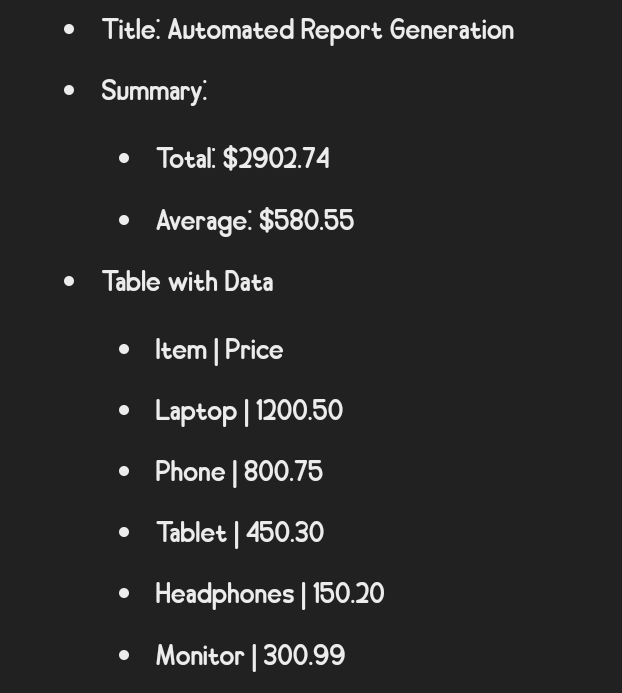 Title: Automated Report Generation
Summary:
Total: $2902.74
Average: $580.55
Table with Data
Item | Price
Laptop | 1200.50
Phone | 800.75
Tablet | 450.30
Headphones | 150.20
Monitor | 300.99